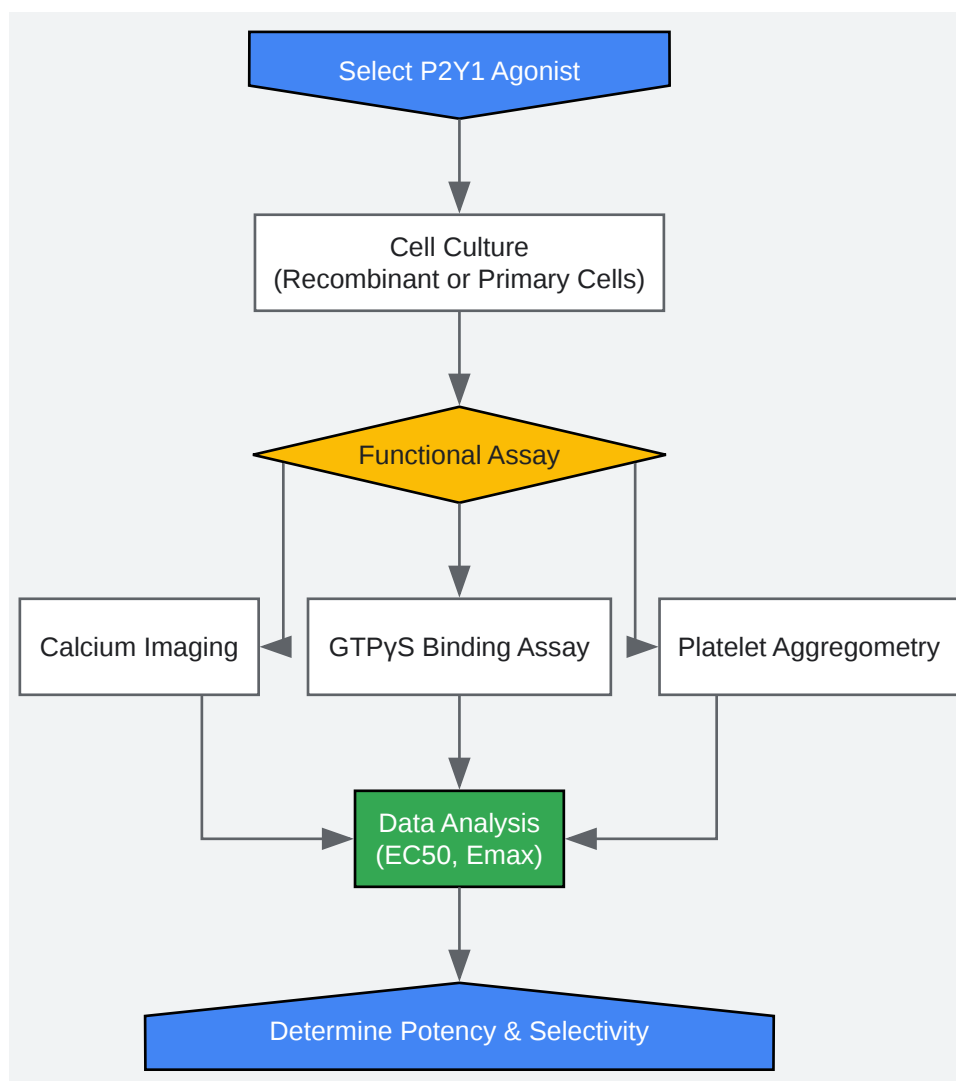 Select P2Y1 Agonist
Cell Culture
(Recombinant or Primary Cells)
Functional Assay
Calcium Imaging
GTPγS Binding Assay
Platelet Aggregometry
Data Analysis
(EC50, Emax)
Determine Potency & Selectivity